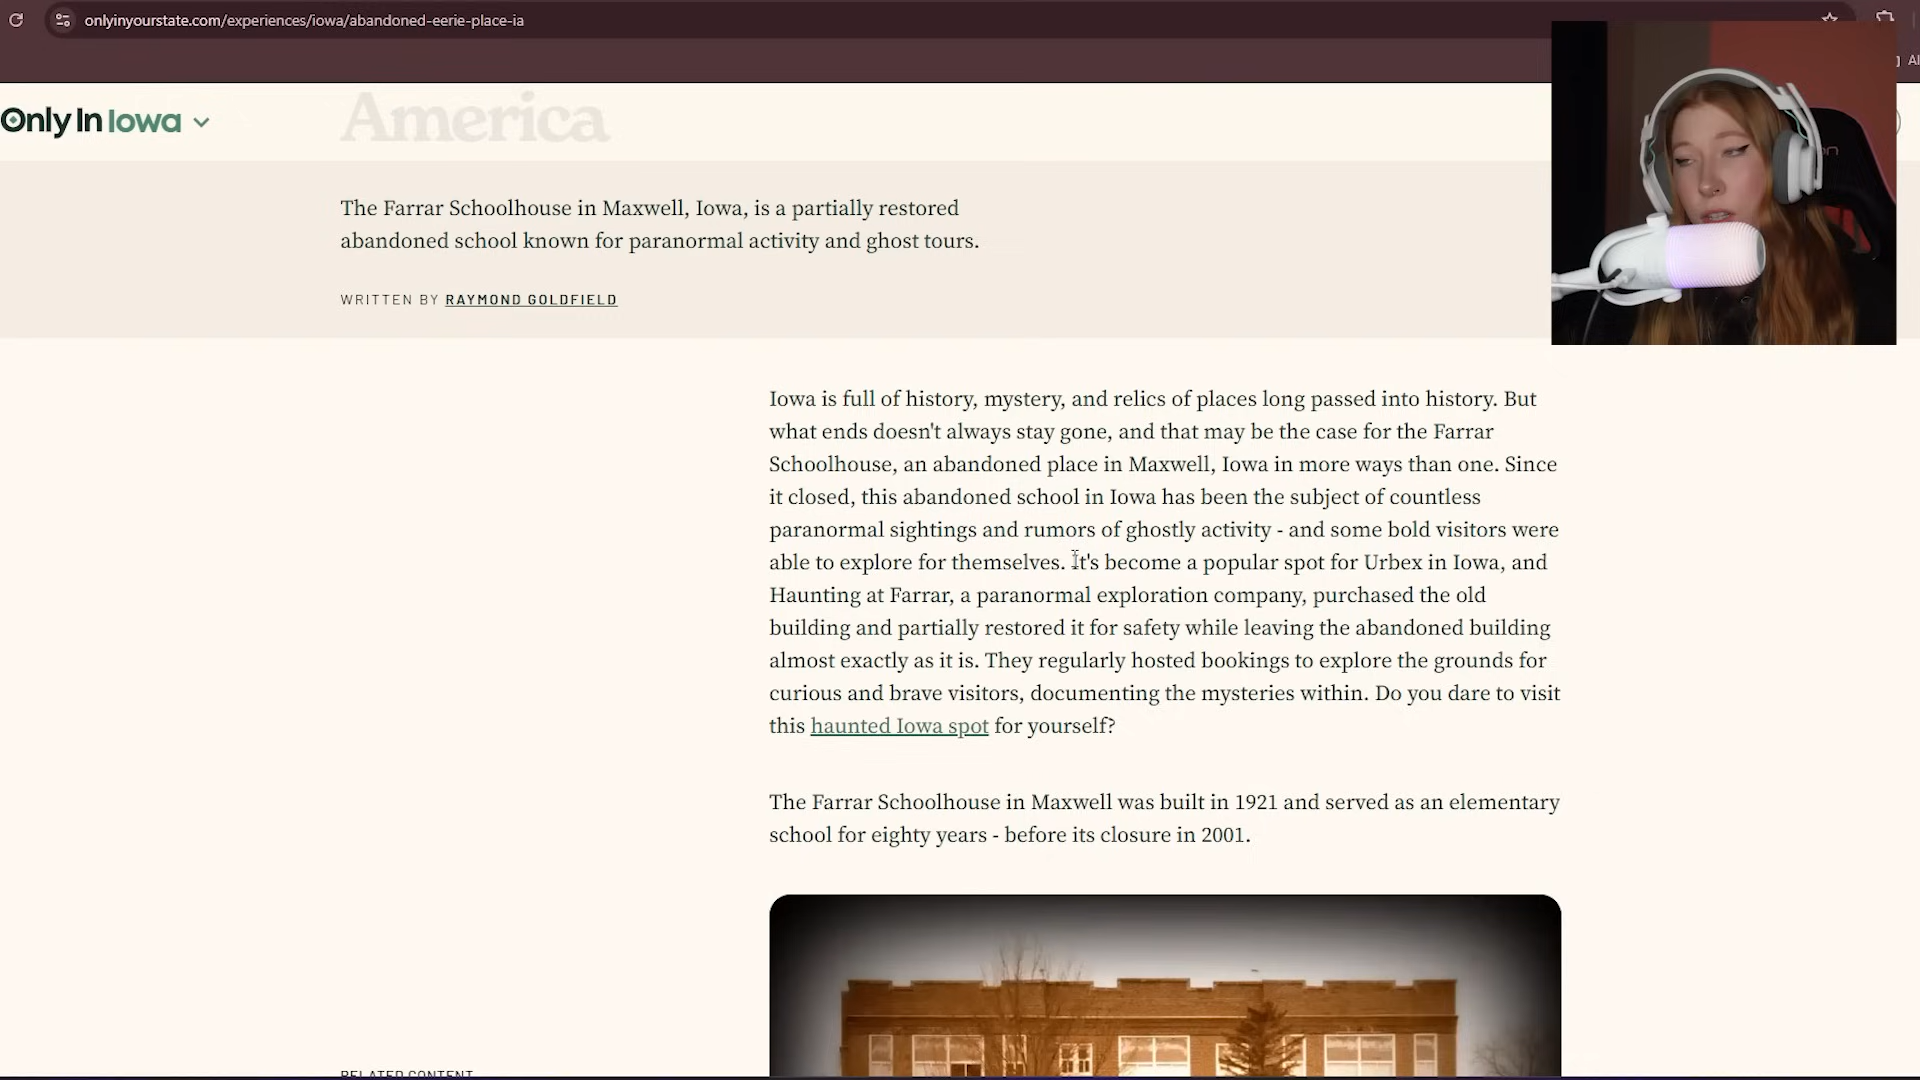 onlyinyourstate.com/experiences/iowa/abandoned-eerie-place-ia
AI
Only In Iowa
America
The Farrar Schoolhouse in Maxwell, Iowa, is a partially restored
abandoned school known for paranormal activity and ghost tours.
WRITTEN BY RAYMOND GOLDFIELD
Iowa is full of history, mystery, and relics of places long passed into history. But
what ends doesn't always stay gone, and that may be the case for the Farrar
Schoolhouse, an abandoned place in Maxwell, Iowa in more ways than one. Since
it closed, this abandoned school in Iowa has been the subject of countless
paranormal sightings and rumors of ghostly activity - and some bold visitors were
able to explore for themselves. It's become a popular spot for Urbex in Iowa, and
Haunting at Farrar, a paranormal exploration company, purchased the old
building and partially restored it for safety while leaving the abandoned building
almost exactly as it is. They regularly hosted bookings to explore the grounds for
curious and brave visitors, documenting the mysteries within. Do you dare to visit
this haunted Iowa spot for yourself?
The Farrar Schoolhouse in Maxwell was built in 1921 and served as an elementary
school for eighty years - before its closure in 2001.
RELATED CONTENT